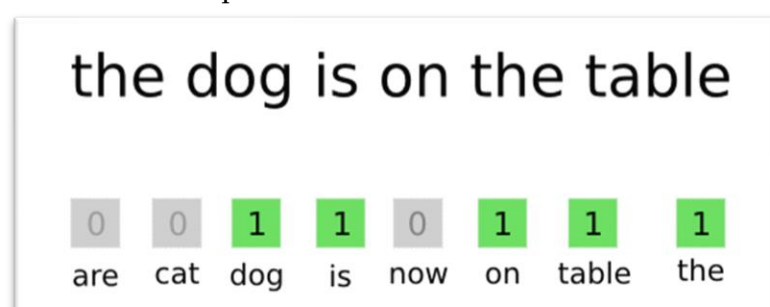 the dog is on the table
0 0 1 1 0 1 1 1
are cat dog is now on table the